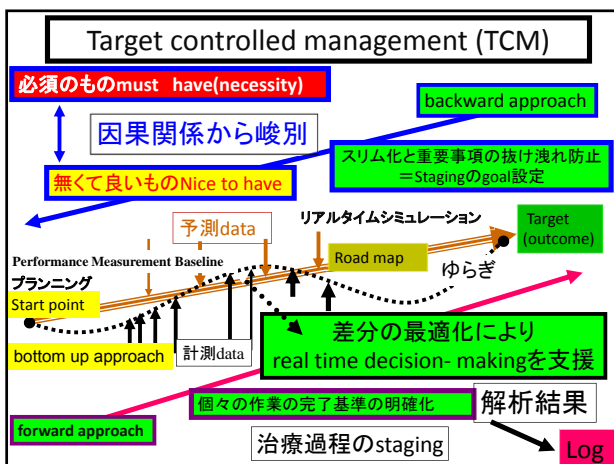 Target controlled management (TCM)
必須のものmust have(necessity)
backward approach
因果関係から峻別
スリム化と重要事項の抜け洩れ防止
＝Stagingのgoal設定
無くて良いものNice to have
予測data
リアルタイムシミュレーション
Target
(outcome)
Performance Measurement Baseline
Road map
ゆらぎ
プランニング
Start point
bottom up approach
計測data
差分の最適化により
real time decision- makingを支援
個々の作業の完了基準の明確化
解析結果
forward approach
治療過程のstaging
Log